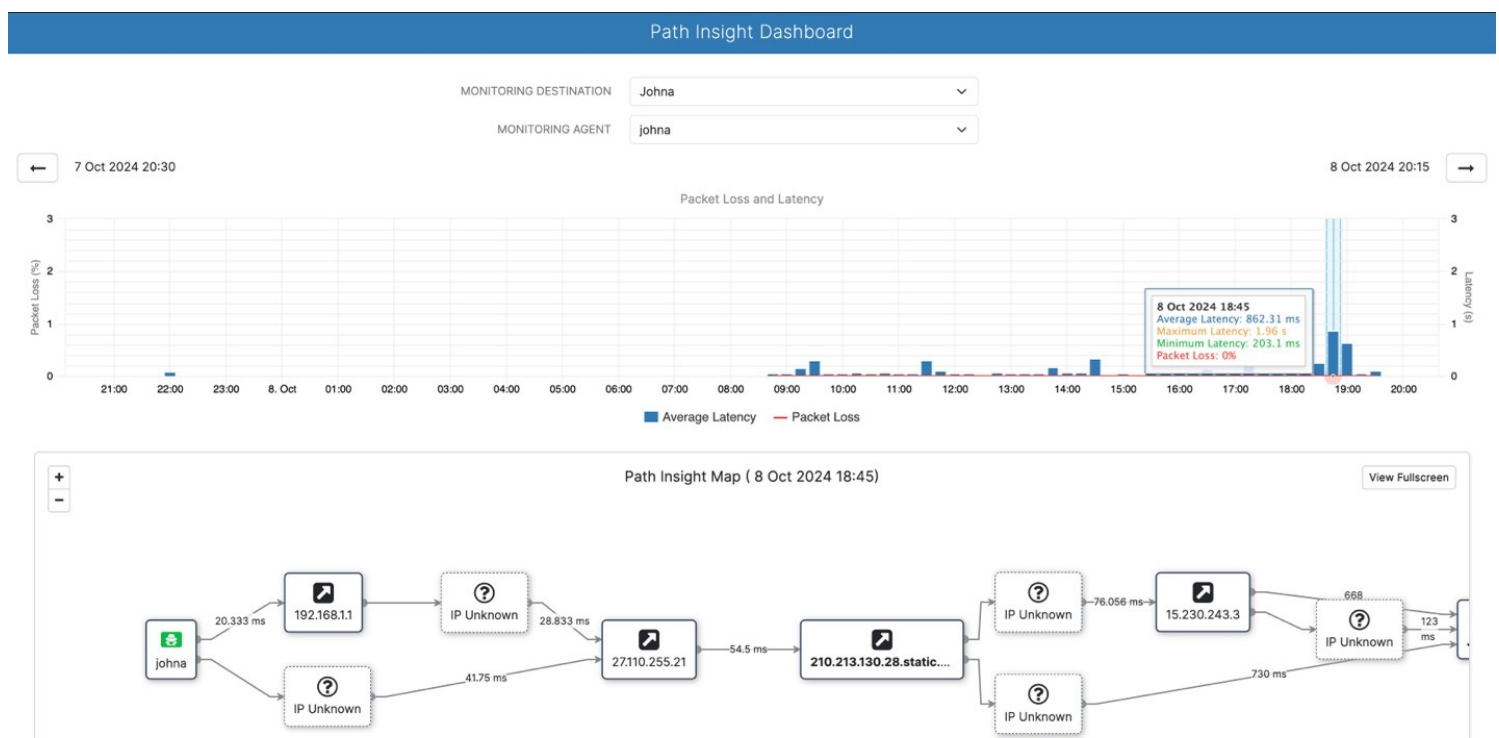 Path Insight Dashboard
MONITORING DESTINATION Johna
MONITORING AGENT johna
7 Oct 2024 20:30 8 Oct 2024 20:15
Packet Loss and Latency
3 3
2 2
1 1
0 0
Packet Loss (%)
Latency (s)
8 Oct 2024 18:45
Average Latency: 862.31 ms
Maximum Latency: 1.96 s
Minimum Latency: 203.1 ms
Packet Loss: 0%
21:00 22:00 23:00 8. Oct 01:00 02:00 03:00 04:00 05:00 06:00 07:00 08:00 09:00 10:00 11:00 12:00 13:00 14:00 15:00 16:00 17:00 18:00 19:00 20:00
Average Latency Packet Loss
+
−
Path Insight Map ( 8 Oct 2024 18:45)
View Fullscreen
johna
20.333 ms
192.168.1.1
IP Unknown
28.833 ms
IP Unknown
41.75 ms
27.110.255.21
54.5 ms
210.213.130.28.static....
IP Unknown
76.056 ms
15.230.243.3
668
IP Unknown
123
ms
IP Unknown
730 ms